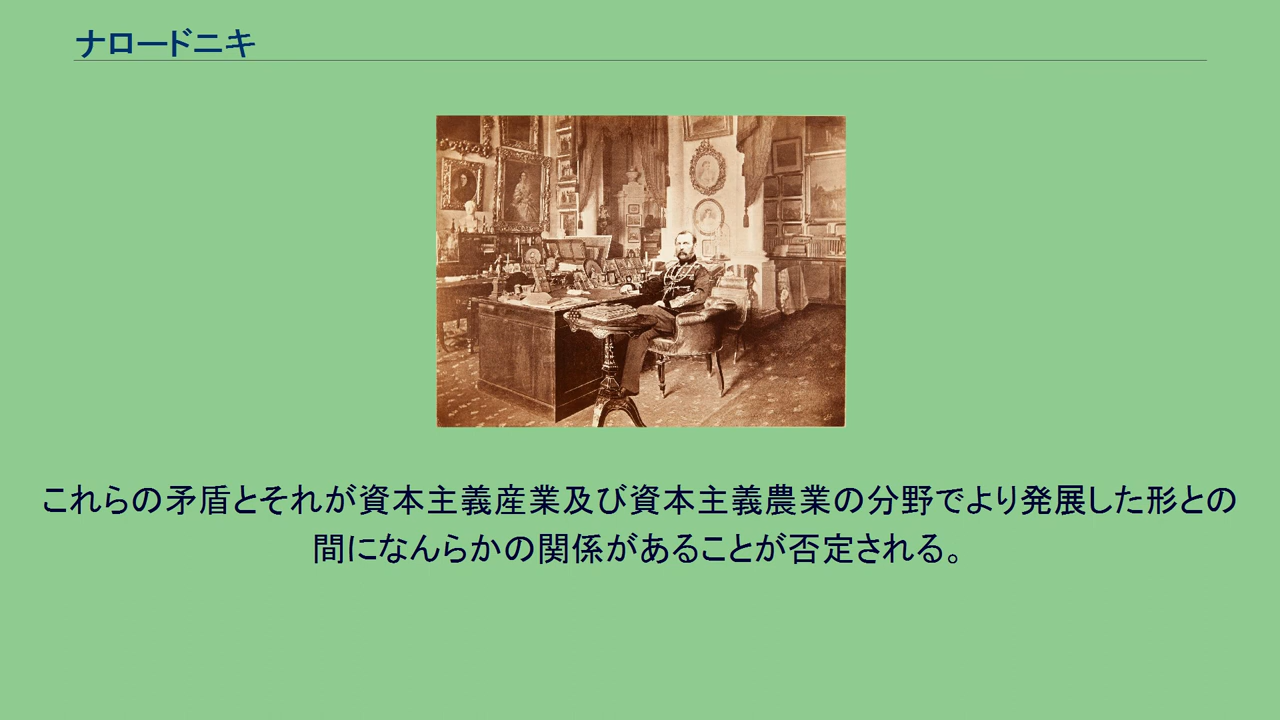 ナロードニキ
これらの矛盾とそれが資本主義産業及び資本主義農業の分野でより発展した形との
間になんらかの関係があることが否定される。